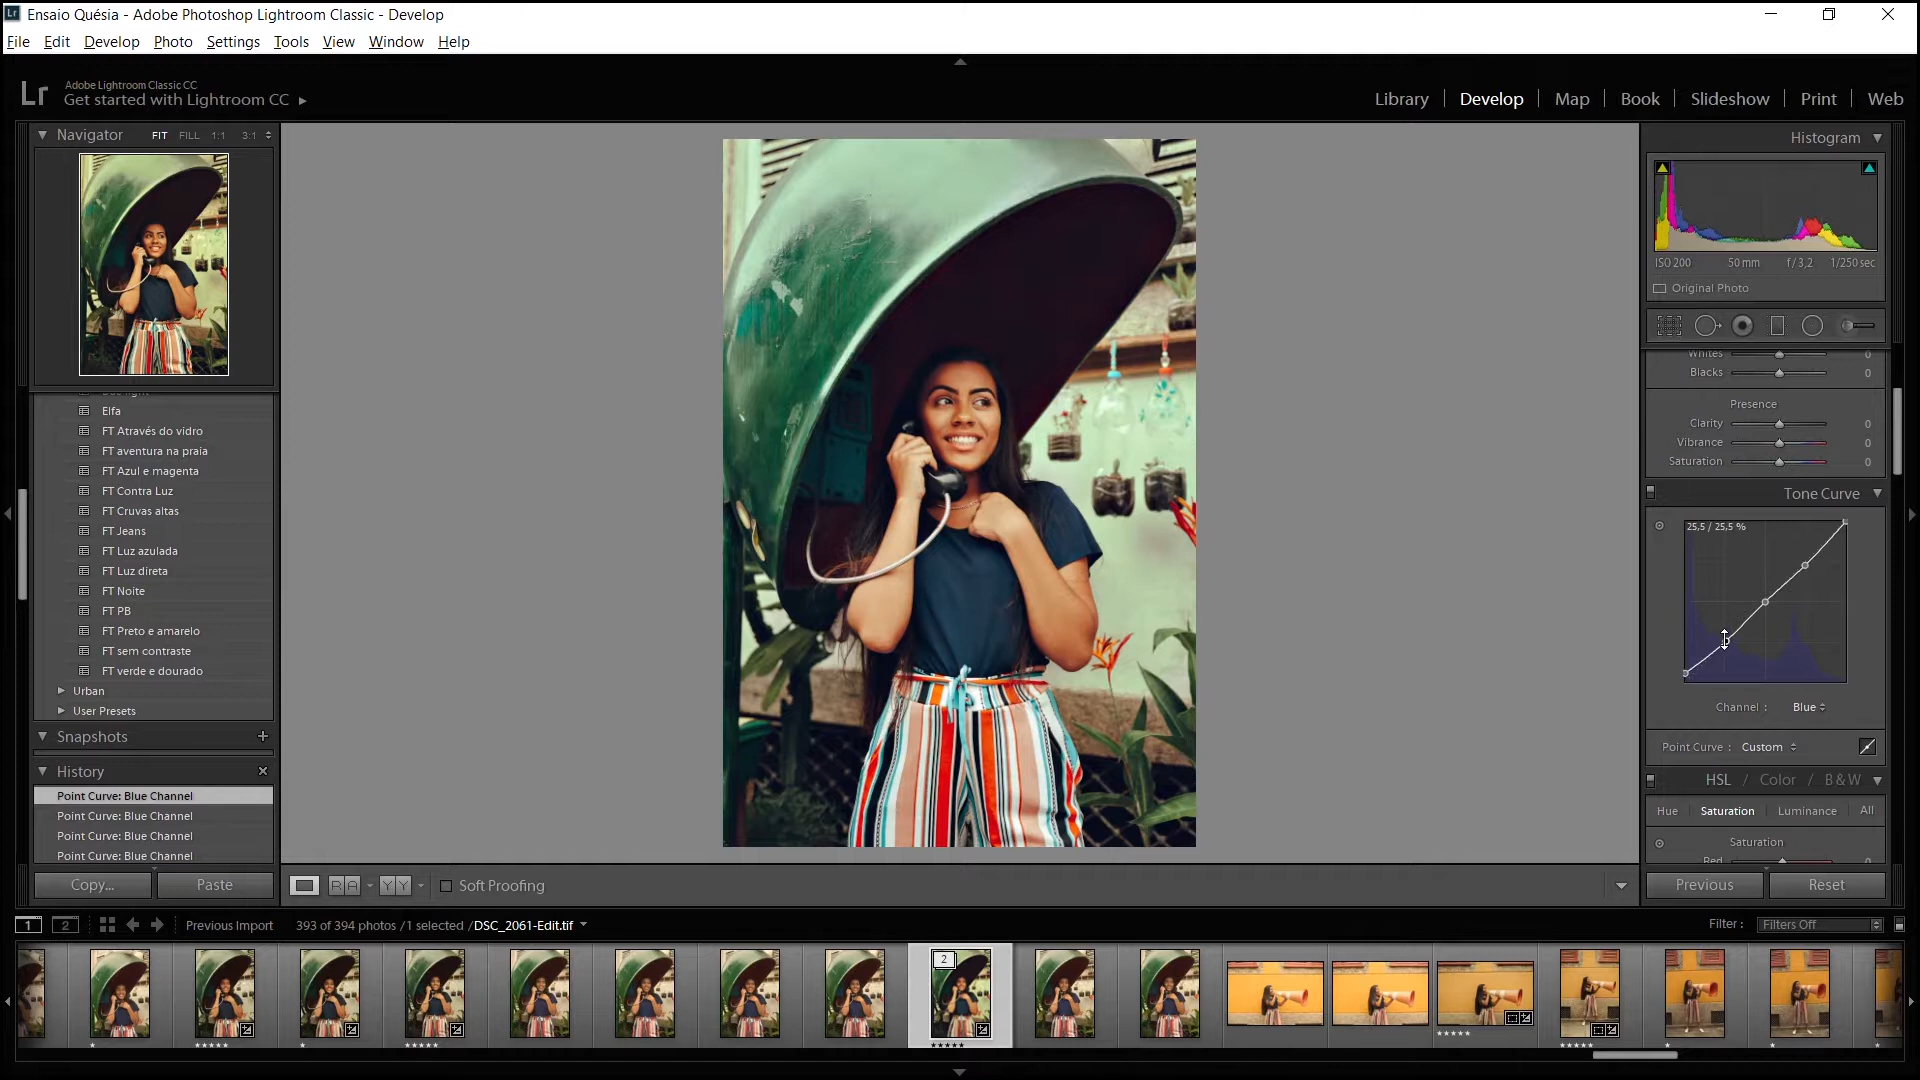 Lr Ensaio Quésia - Adobe Photoshop Lightroom Classic - Develop
File Edit Develop Photo Settings Tools View Window Help
Lr
Adobe Lightroom Classic CC
Get started with Lightroom CC
Library Develop Map Book Slideshow Print Web
Navigator FIT FILL 1:1 3:1
Elfa
FT Através do vidro
FT aventura na praia
FT Azul e magenta
FT Contra Luz
FT Cruvas altas
FT Jeans
FT Luz azulada
FT Luz direta
FT Noite
FT PB
FT Preto e amarelo
FT sem contraste
FT verde e dourado
Urban
User Presets
Snapshots
History
Point Curve: Blue Channel
Point Curve: Blue Channel
Point Curve: Blue Channel
Point Curve: Blue Channel
Copy... Paste
Soft Proofing
Histogram
ISO 200 50 mm f / 3,2 1/250 sec
Original Photo
Whites 0
Blacks 0
Presence
Clarity 0
Vibrance 0
Saturation 0
Tone Curve
25,5 / 25,5 %
Channel : Blue
Point Curve : Custom
HSL / Color / B & W
Hue Saturation Luminance All
Saturation
Red 0
Previous Reset
1 2 Previous Import 393 of 394 photos / 1 selected / DSC_2061-Edit.tif
Filter : Filters Off
2